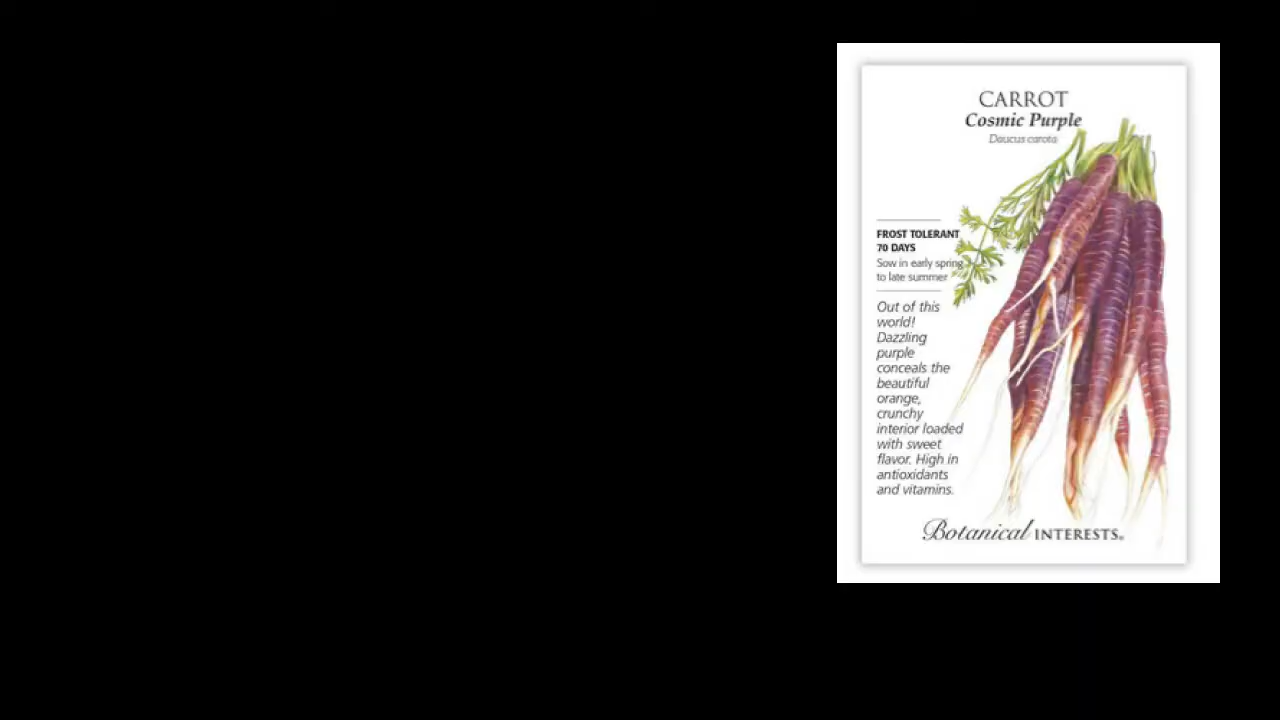 CARROT
Cosmic Purple
Daucus carota
FROST TOLERANT
70 DAYS
Sow in early spring
to late summer
Out of this
world!
Dazzling
purple
conceals the
beautiful
orange,
crunchy
interior loaded
with sweet
flavor. High in
antioxidants
and vitamins.
Botanical INTERESTS®